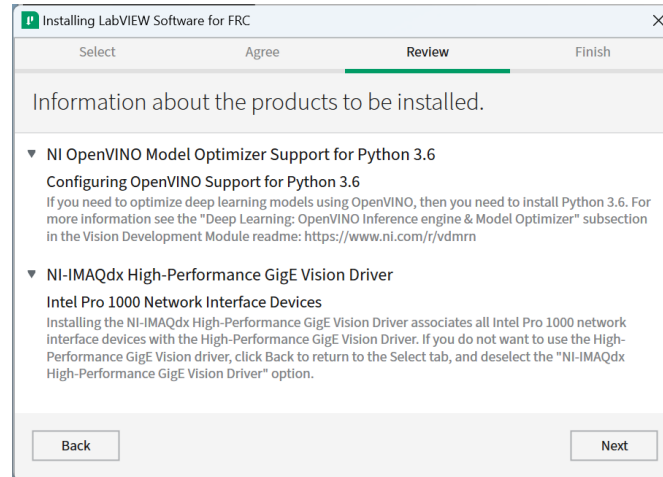 Installing LabVIEW Software for FRC
Select Agree Review Finish
Information about the products to be installed.
NI OpenVINO Model Optimizer Support for Python 3.6
Configuring OpenVINO Support for Python 3.6
If you need to optimize deep learning models using OpenVINO, then you need to install Python 3.6. For
more information see the "Deep Learning: OpenVINO Inference engine & Model Optimizer" subsection
in the Vision Development Module readme: https://www.ni.com/r/vdmrn
NI-IMAQdx High-Performance GigE Vision Driver
Intel Pro 1000 Network Interface Devices
Installing the NI-IMAQdx High-Performance GigE Vision Driver associates all Intel Pro 1000 network
interface devices with the High-Performance GigE Vision Driver. If you do not want to use the High-
Performance GigE Vision driver, click Back to return to the Select tab, and deselect the "NI-IMAQdx
High-Performance GigE Vision Driver" option.
Back Next